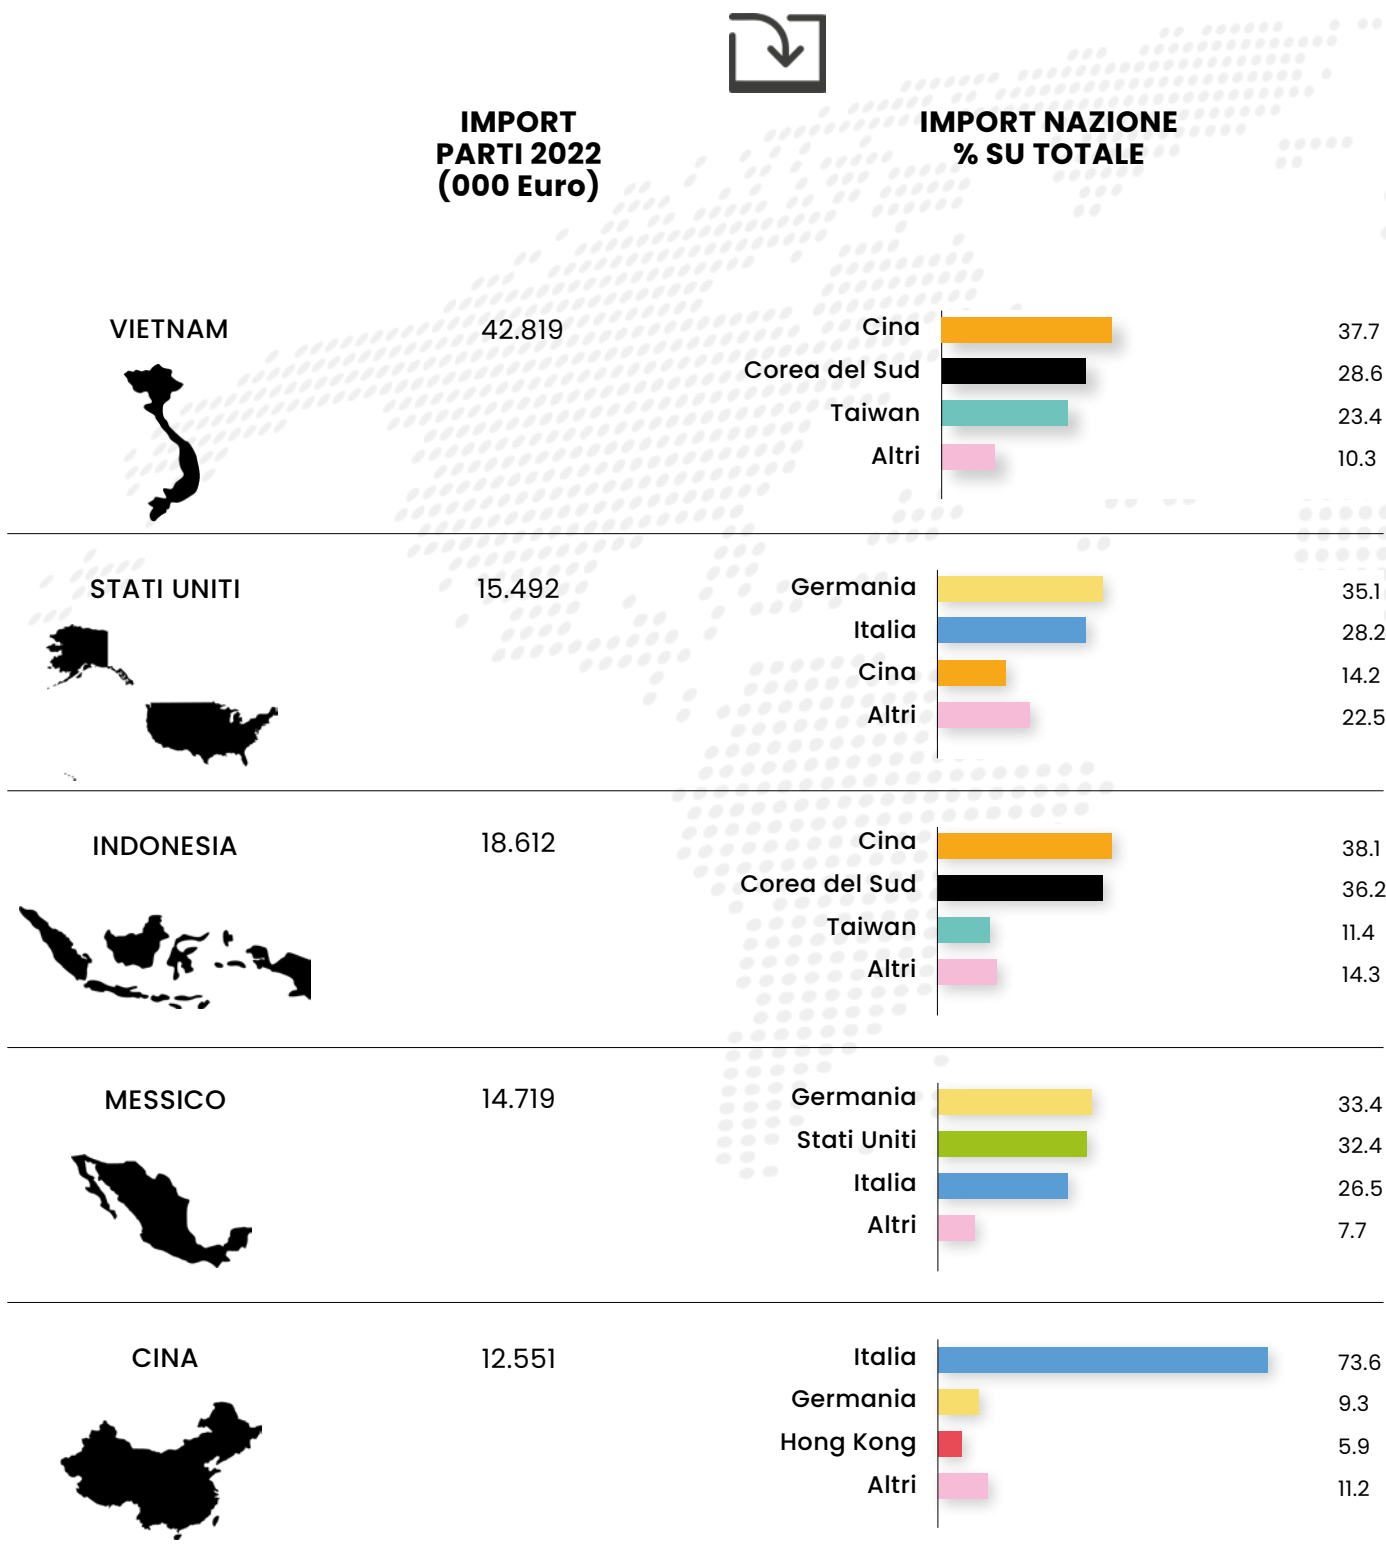 IMPORT
PARTI 2022
(000 Euro)
IMPORT NAZIONE
% SU TOTALE
VIETNAM
42.819
Cina 37.7
Corea del Sud 28.6
Taiwan 23.4
Altri 10.3
STATI UNITI
15.492
Germania 35.1
Italia 28.2
Cina 14.2
Altri 22.5
INDONESIA
18.612
Cina 38.1
Corea del Sud 36.2
Taiwan 11.4
Altri 14.3
MESSICO
14.719
Germania 33.4
Stati Uniti 32.4
Italia 26.5
Altri 7.7
CINA
12.551
Italia 73.6
Germania 9.3
Hong Kong 5.9
Altri 11.2